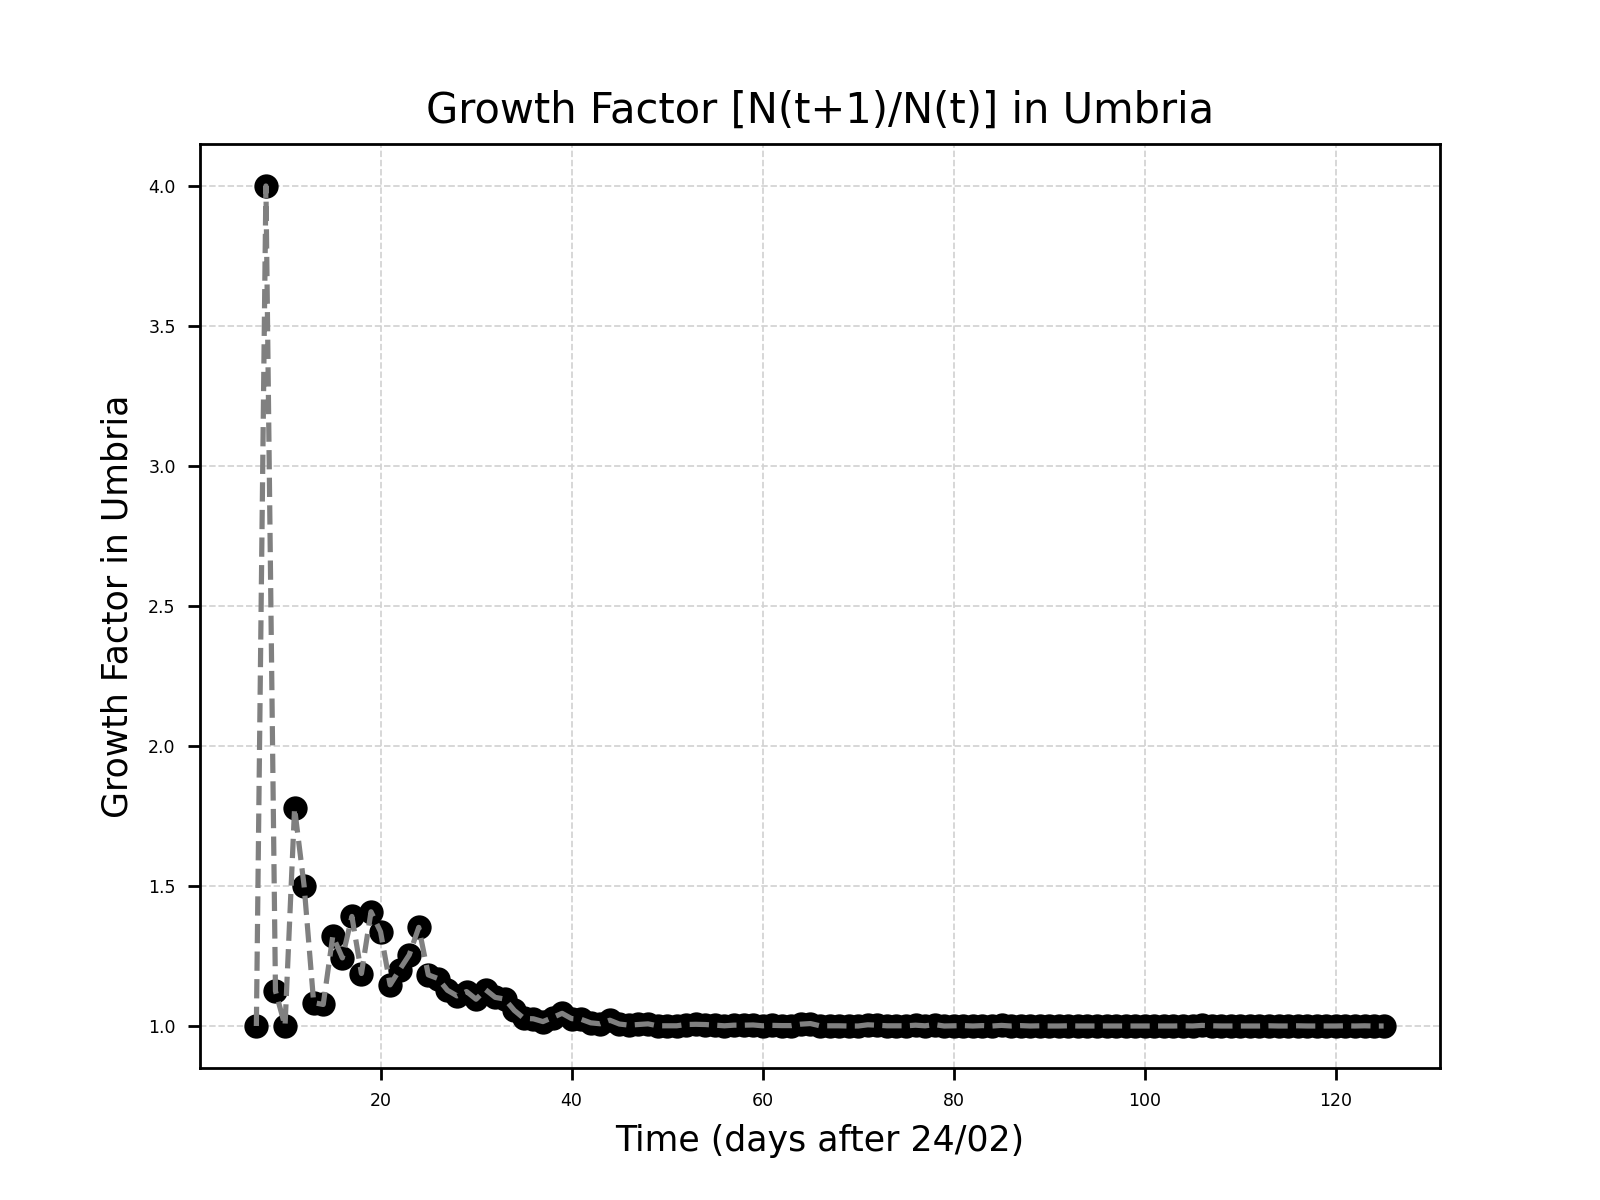 Growth Factor [N(t+1)/N(t)] in Umbria
Growth Factor in Umbria
4.0
3.5
3.0
2.5
2.0
1.5
1.0
20 40 60 80 100 120
Time (days after 24/02)